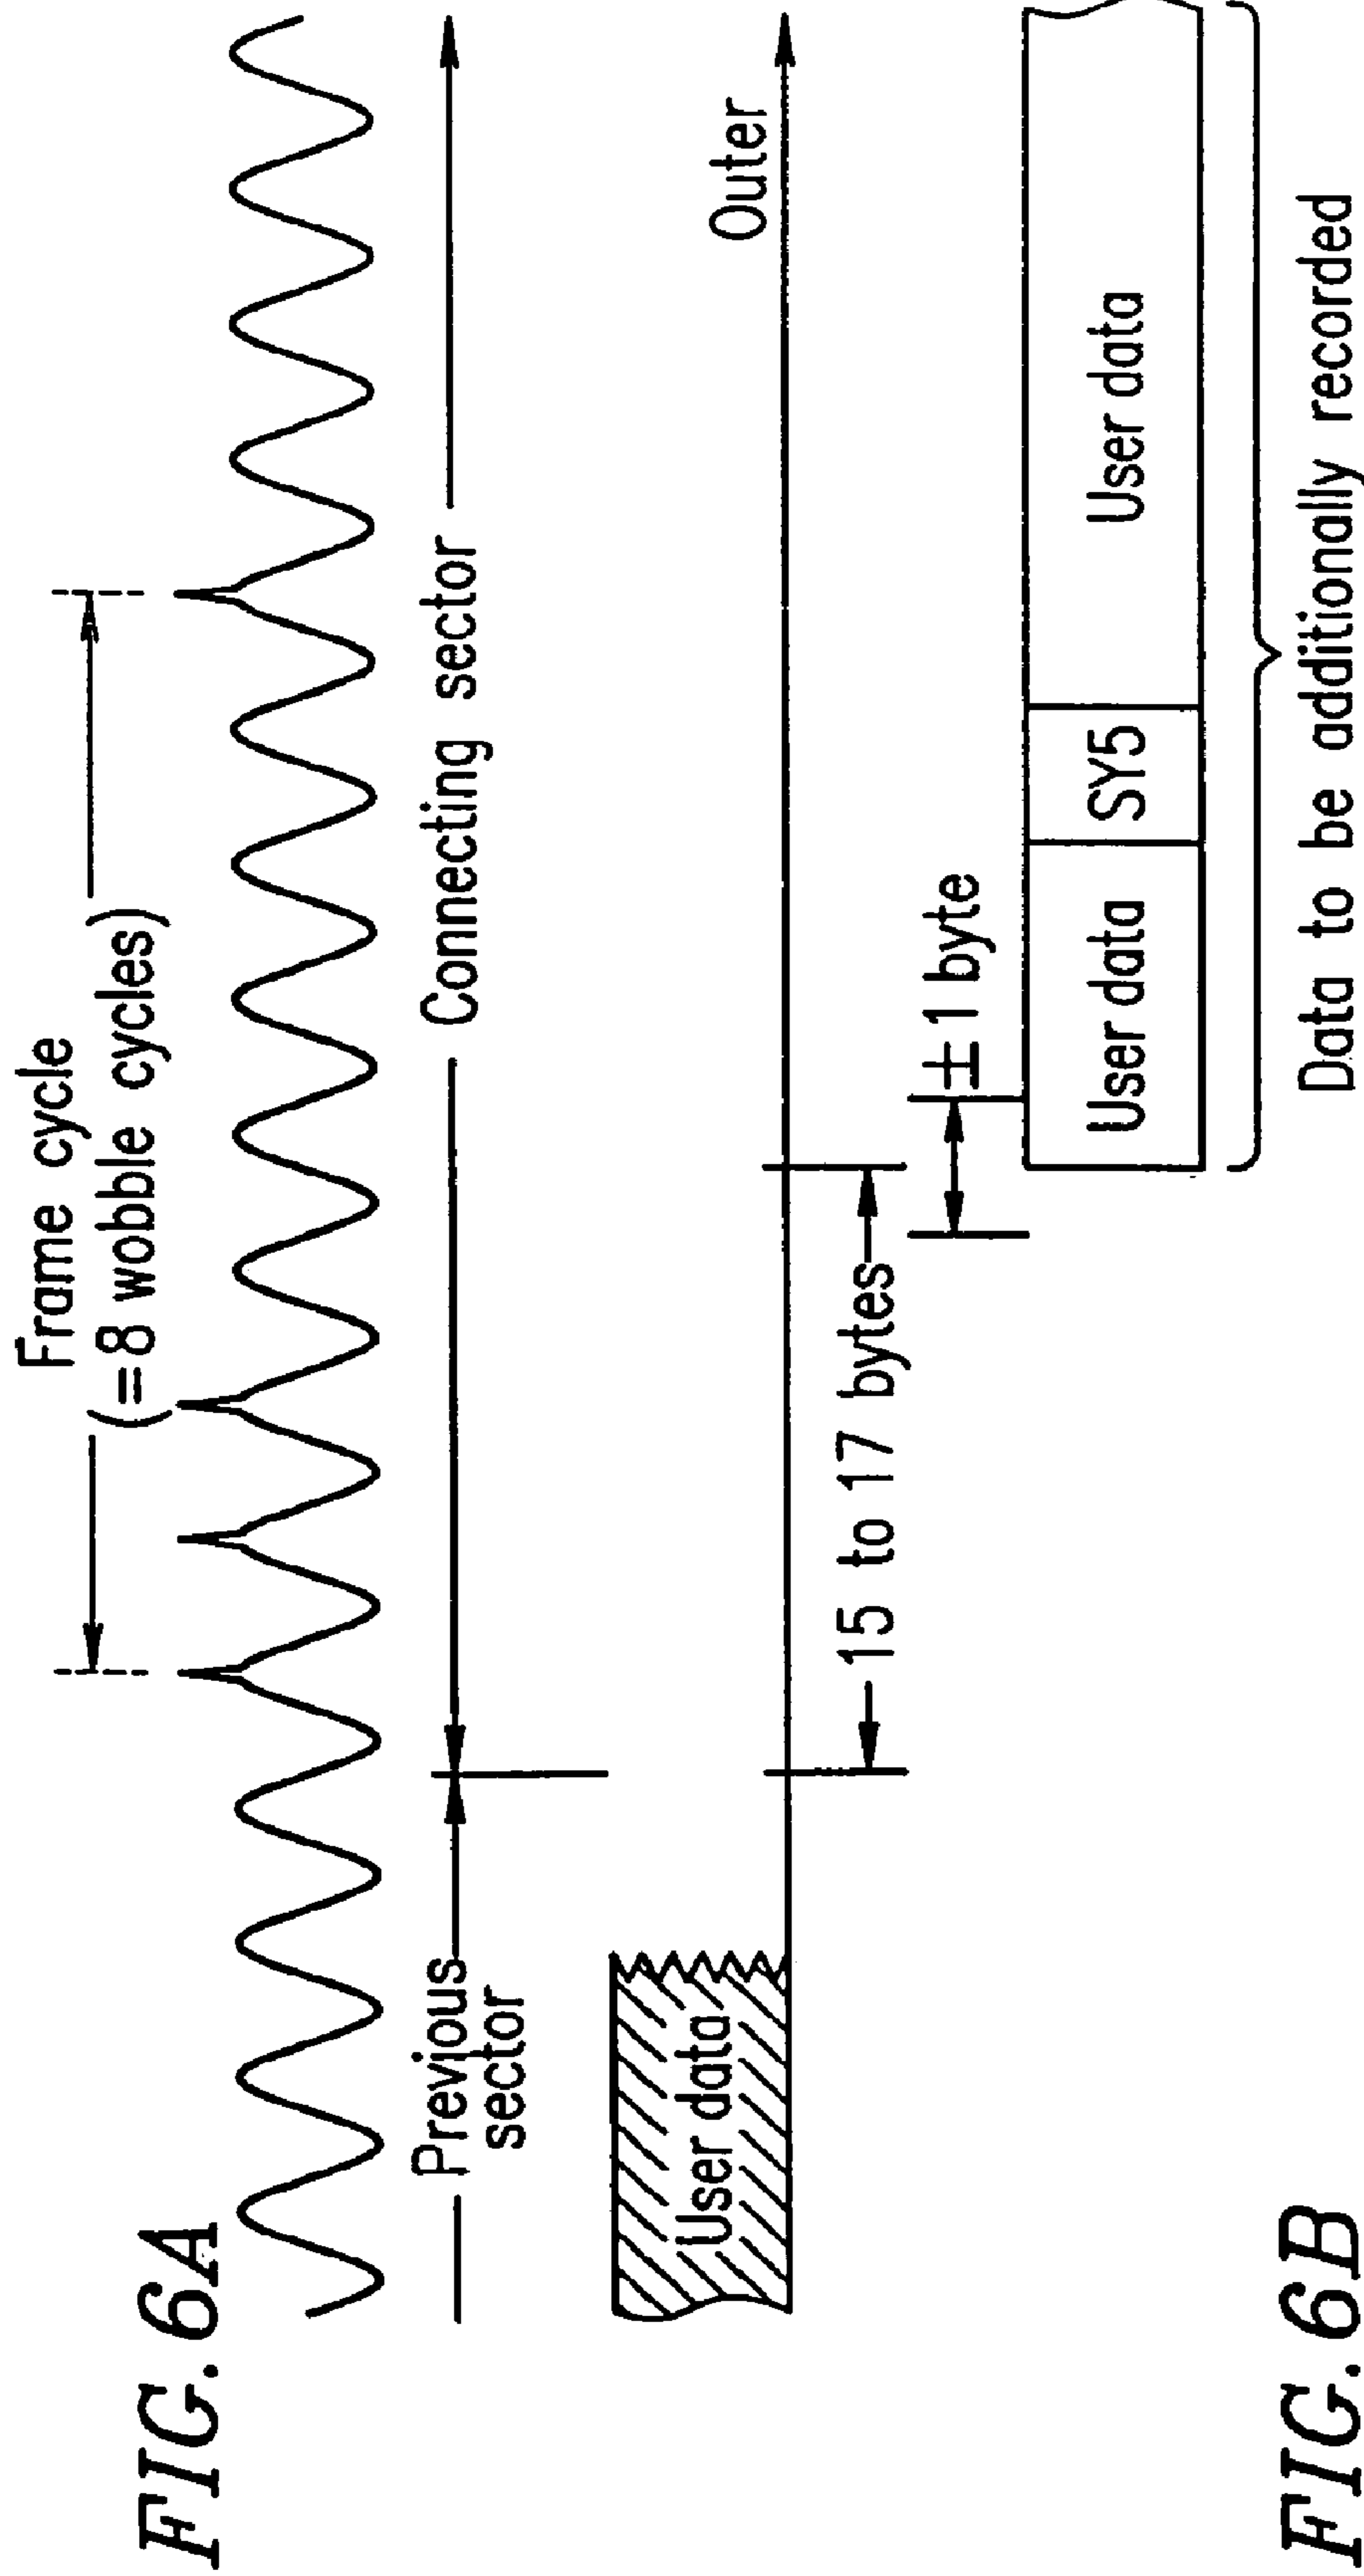 FIG. 6A
Frame cycle
(=8 wobble cycles)
Previous
sector
Connecting sector
User data
Outer
15 to 17 bytes
±1 byte
User data
SY5
User data
Data to be additionally recorded
FIG. 6B